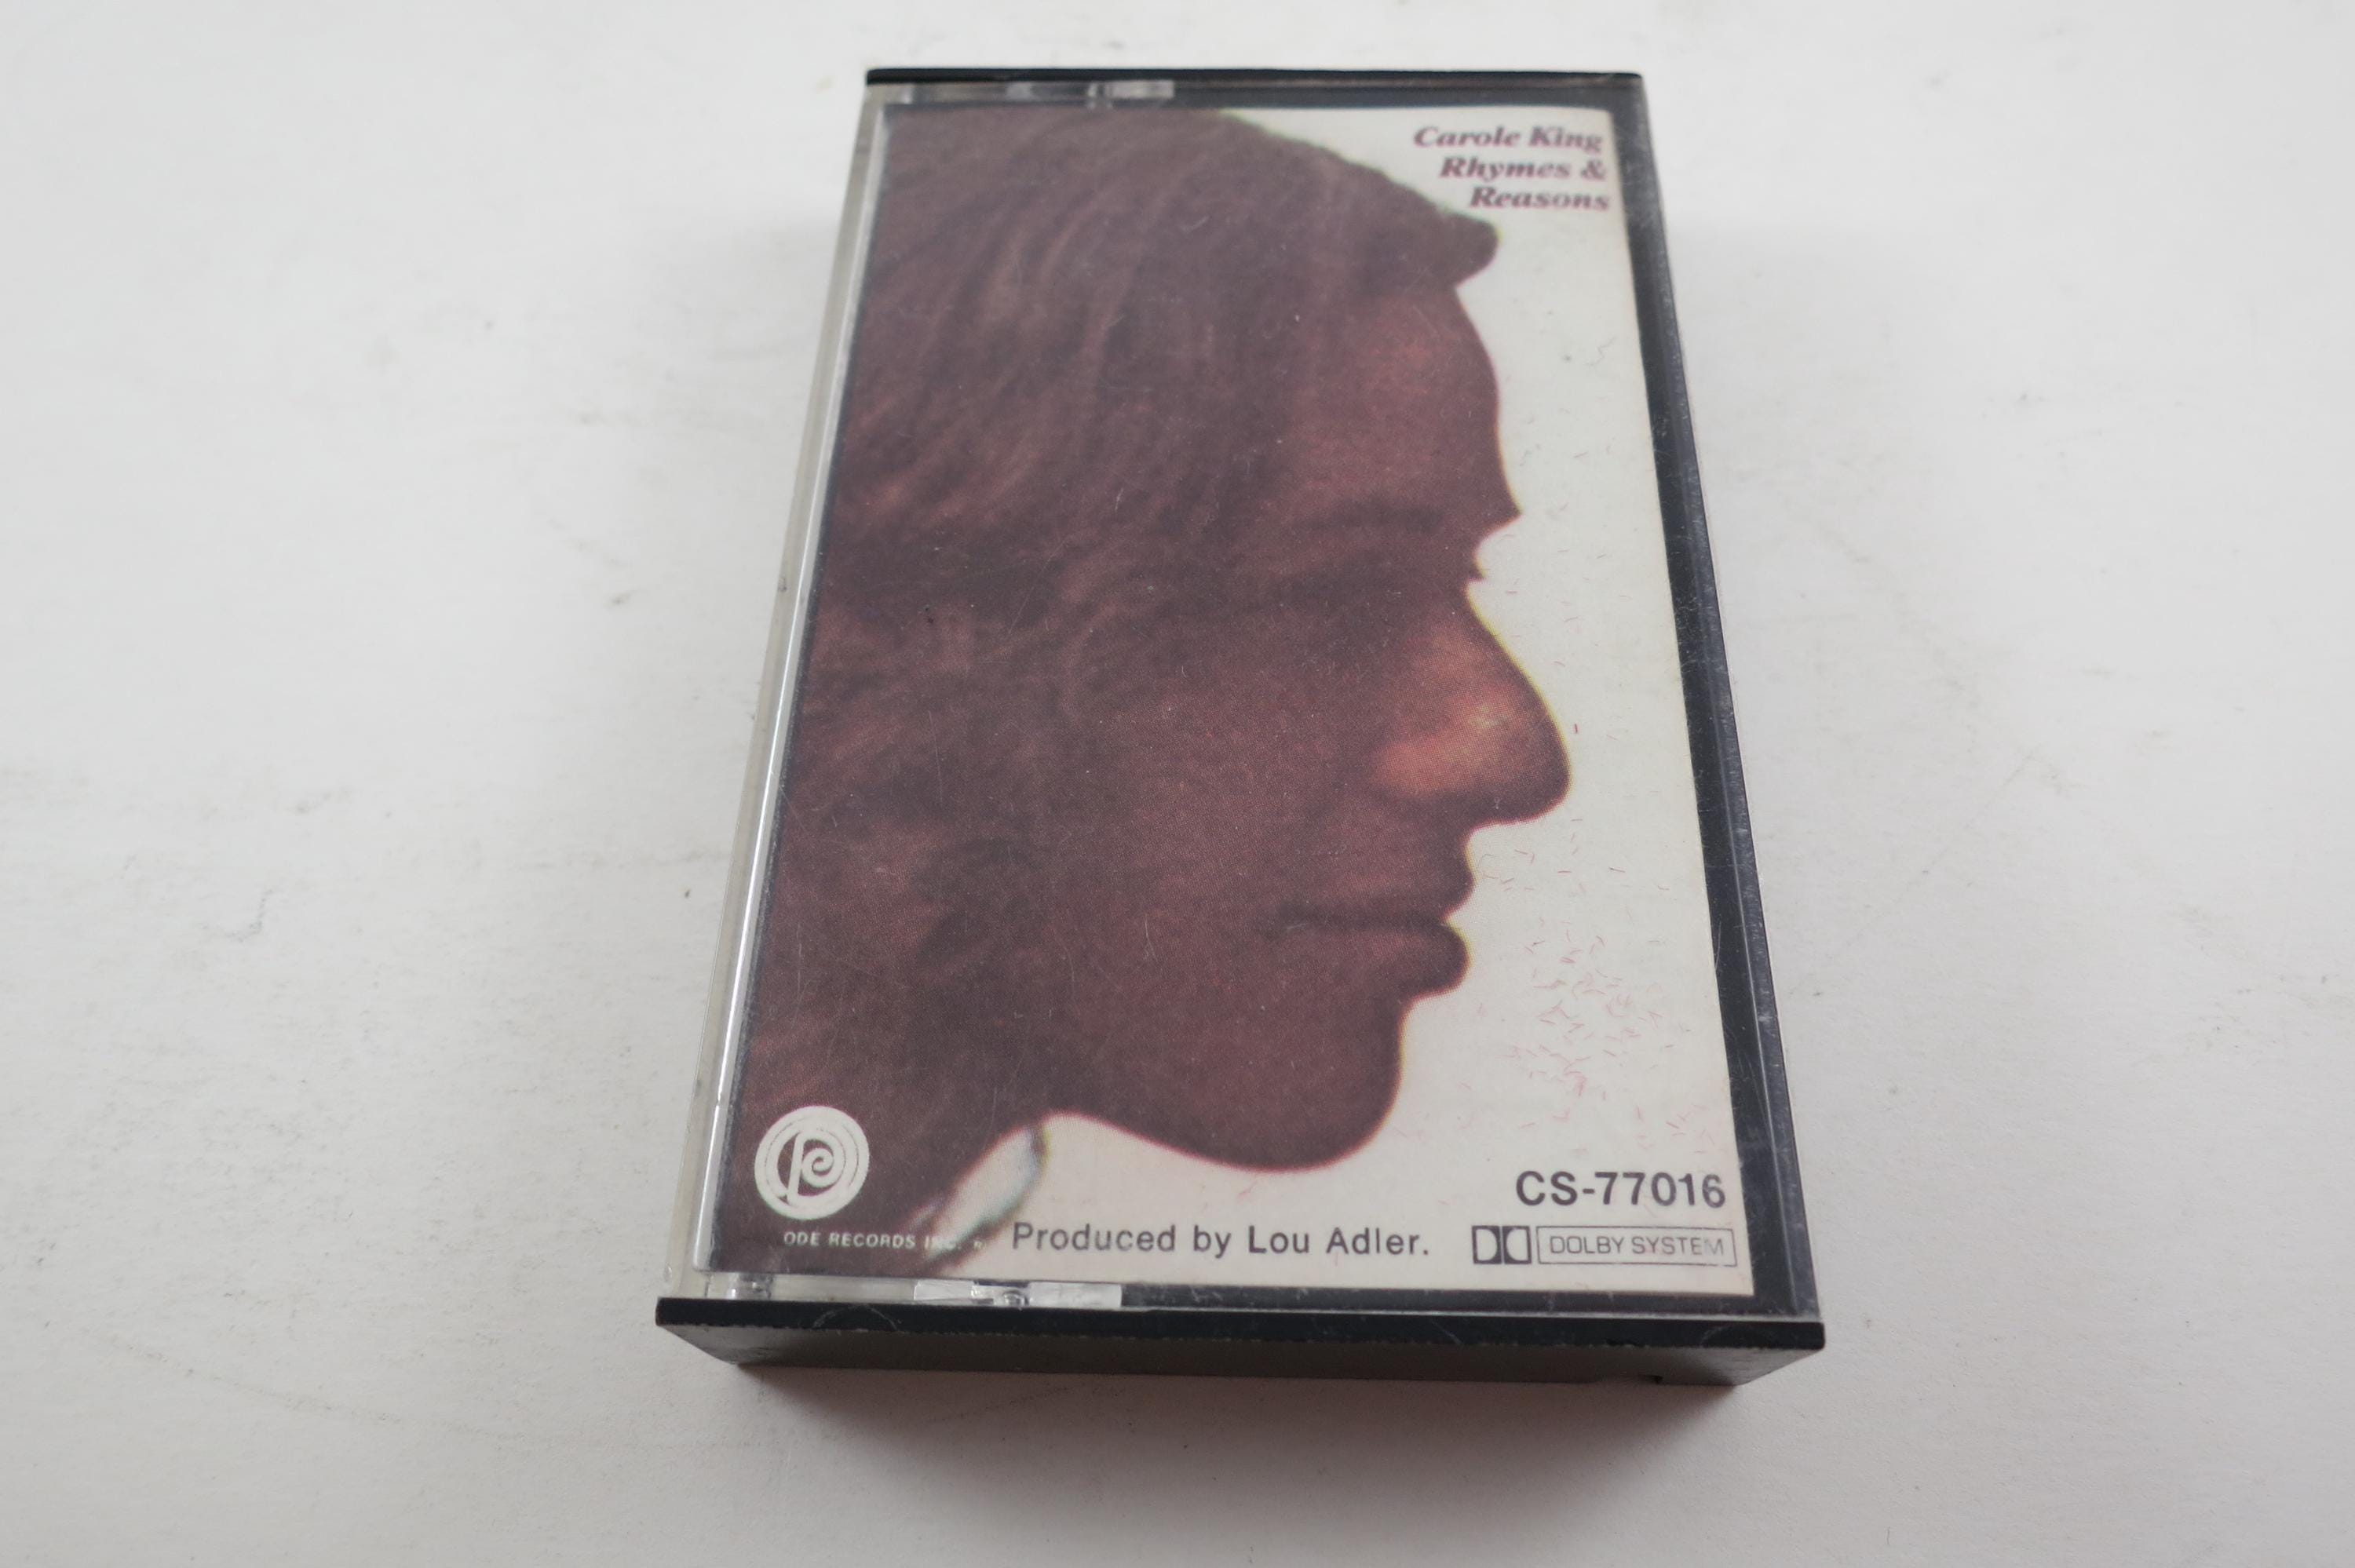 Carole King
Rhymes &
Reasons
CS-77016
ODE RECORDS INC.
Produced by Lou Adler.
DOLBY SYSTEM